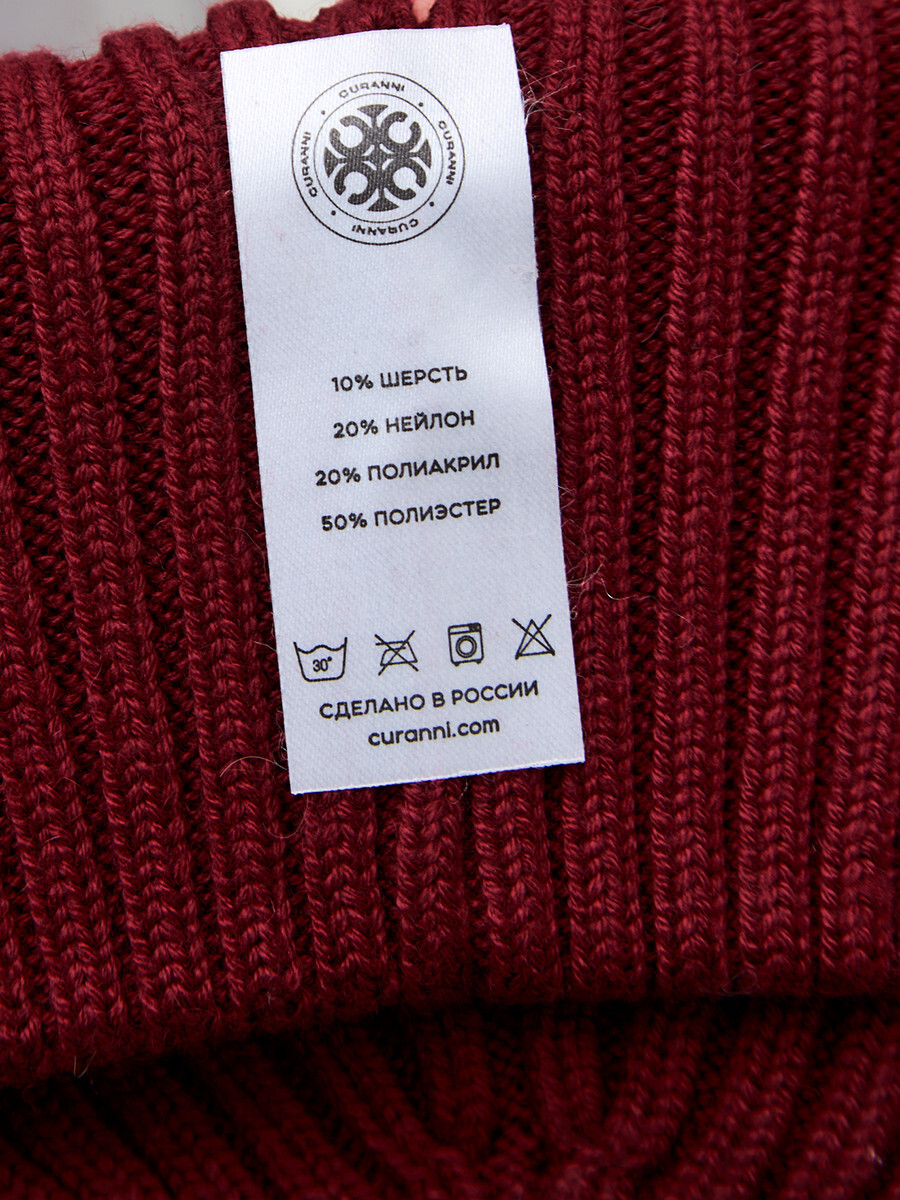 CURANNI
CURANNI
CURANNI
CURANNI
10% ШЕРСТЬ
20% НЕЙЛОН
20% ПОЛИАКРИЛ
50% ПОЛИЭСТЕР
30°
СДЕЛАНО В РОССИИ
curanni.com